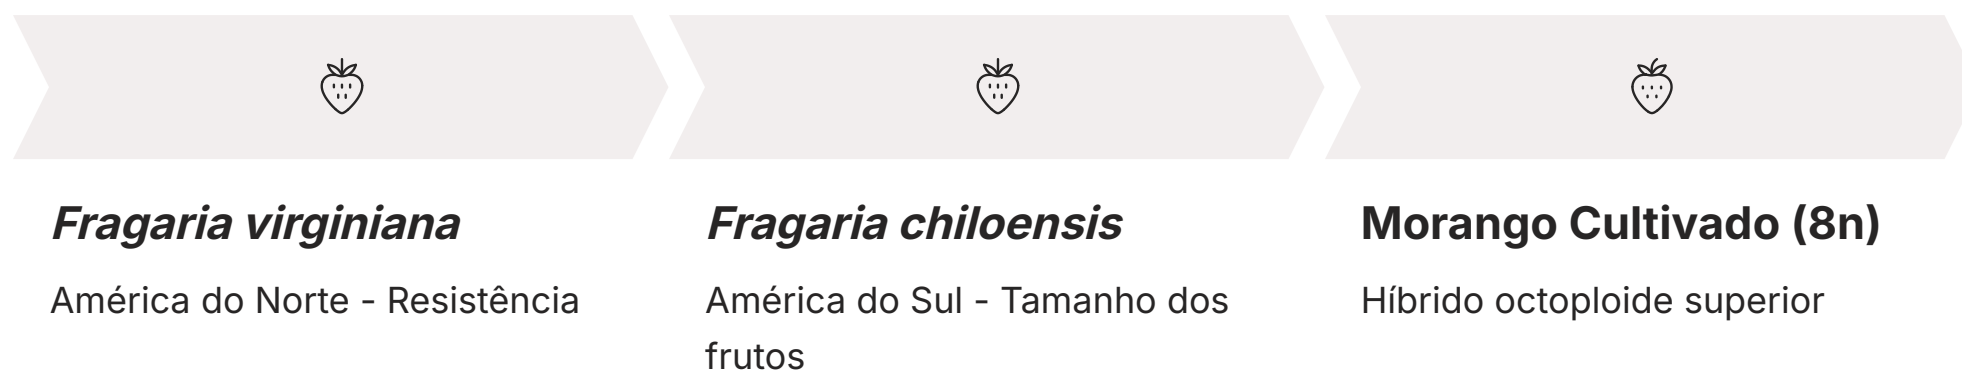 Fragaria virginiana
América do Norte - Resistência
Fragaria chiloensis
América do Sul - Tamanho dos
frutos
Morango Cultivado (8n)
Híbrido octoploide superior